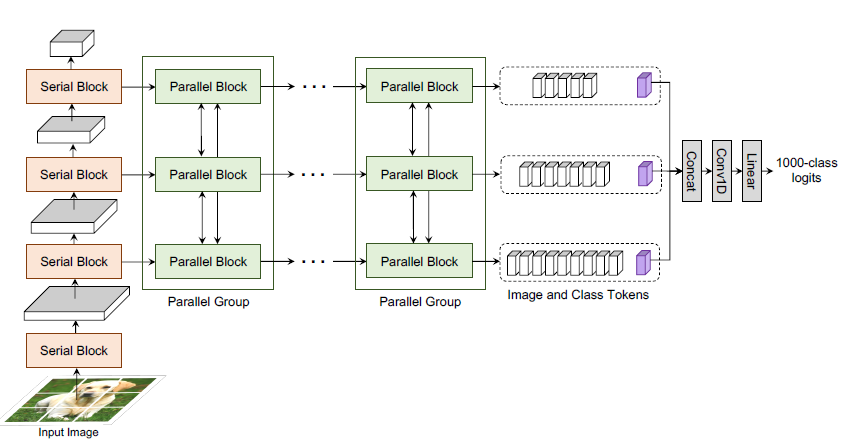 Serial Block
Parallel Block
. . .
Parallel Block
Serial Block
Parallel Block
. . .
Parallel Block
Concat
Conv1D
Linear
1000-class
logits
Serial Block
Parallel Block
. . .
Parallel Block
Parallel Group
Parallel Group
Image and Class Tokens
Serial Block
Input Image